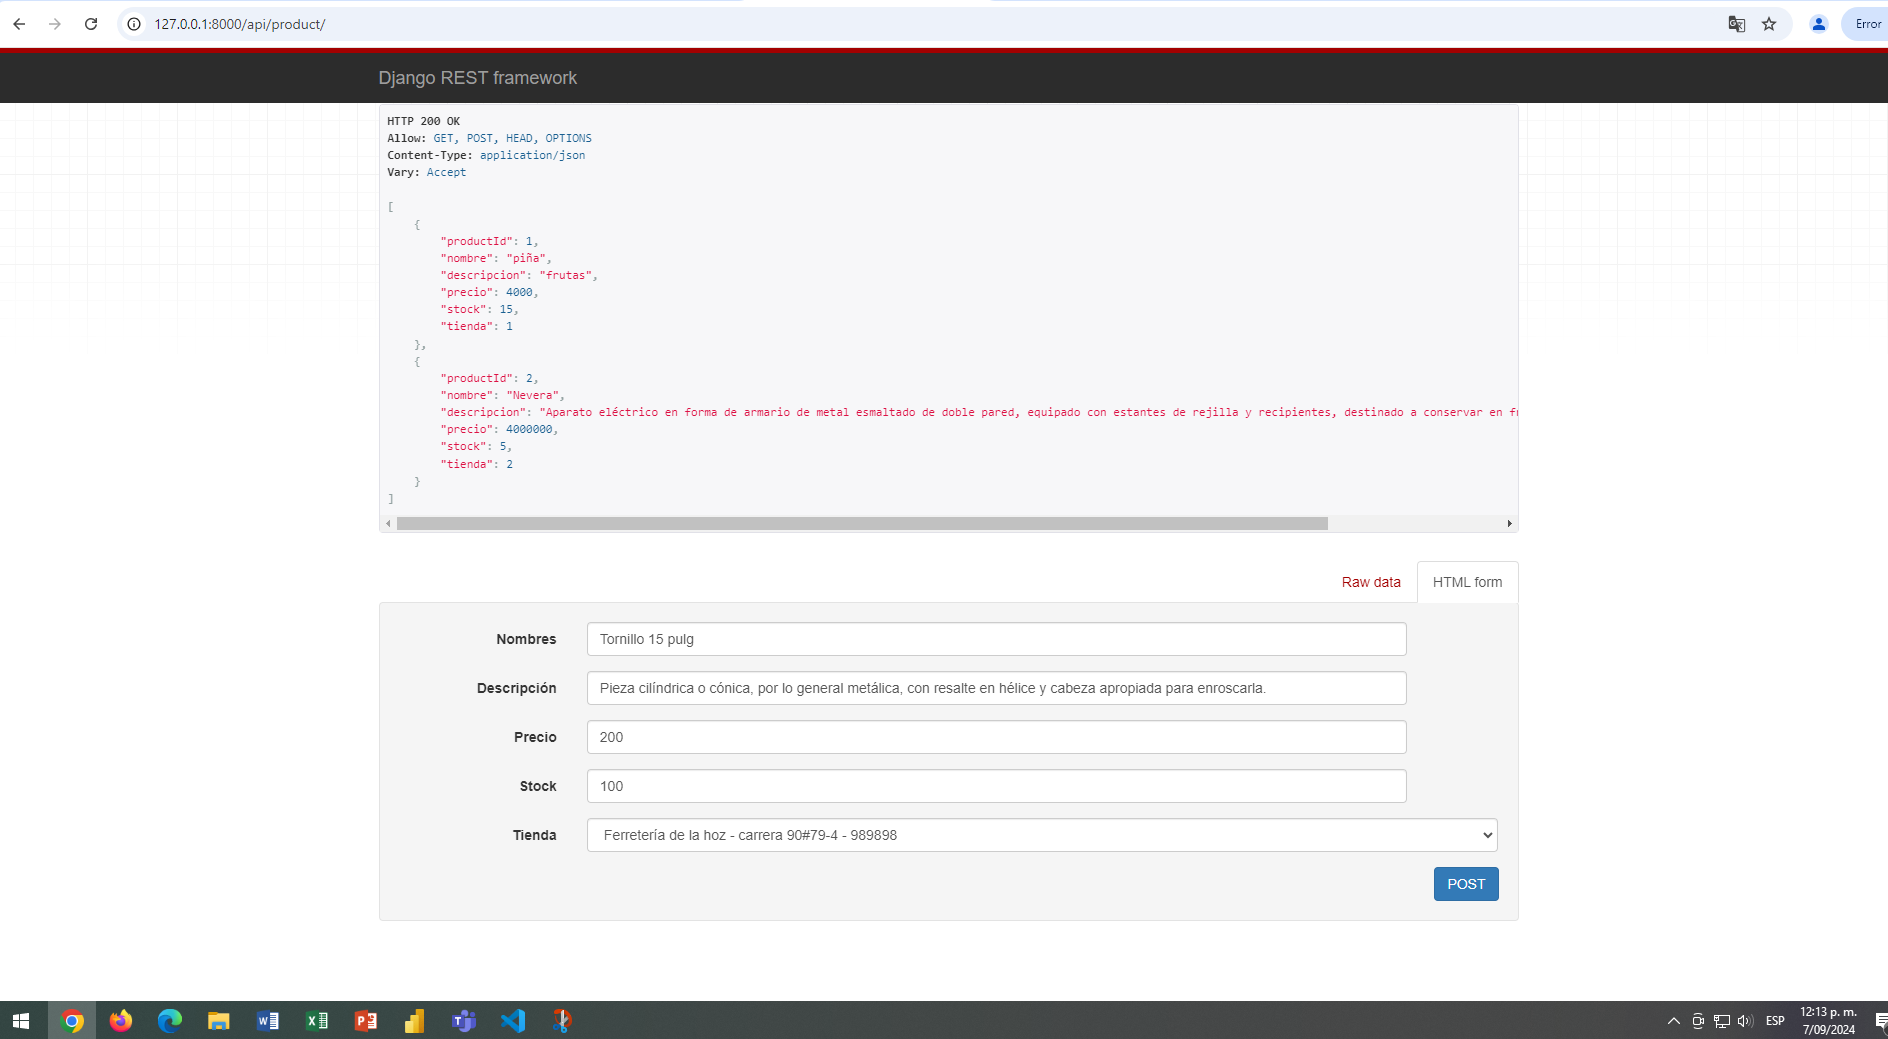 127.0.0.1:8000/api/product/
Error
Django REST framework
HTTP 200 OK
Allow: GET, POST, HEAD, OPTIONS
Content-Type: application/json
Vary: Accept
[
{
"productId": 1,
"nombre": "piña",
"descripcion": "frutas",
"precio": 4000,
"stock": 15,
"tienda": 1
},
{
"productId": 2,
"nombre": "Nevera",
"descripcion": "Aparato eléctrico en forma de armario de metal esmaltado de doble pared, equipado con estantes de rejilla y recipientes, destinado a conservar en
"precio": 4000000,
"stock": 5,
"tienda": 2
}
]
Raw data
HTML form
Nombres
Tornillo 15 pulg
Descripción
Pieza cilíndrica o cónica, por lo general metálica, con resalte en hélice y cabeza apropiada para enroscarla.
Precio
200
Stock
100
Tienda
Ferretería de la hoz - carrera 90#79-4 - 989898
POST
ESP
12:13 p. m.
7/09/2024